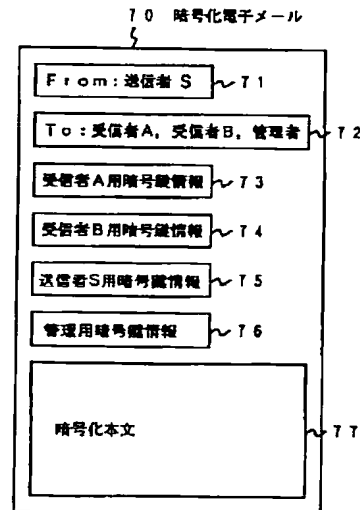 70 暗号化電子メール
From:送信者S 71
To:受信者A,受信者B,管理者 72
受信者A用暗号鍵情報 73
受信者B用暗号鍵情報 74
送信者S用暗号鍵情報 75
管理用暗号鍵情報 76
暗号化本文 77